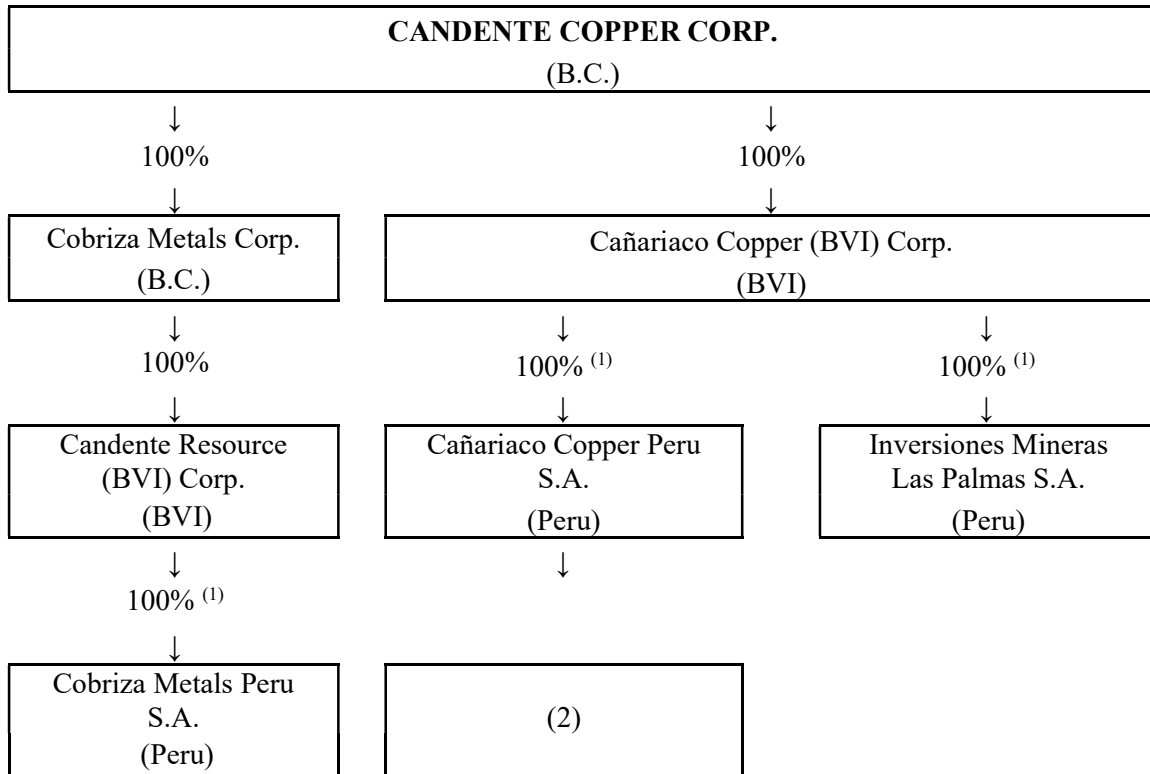 CANDENTE COPPER CORP.
(B.C.)
↓ ↓
100% 100%
↓ ↓
Cobriza Metals Corp.
(B.C.)
Cañariaco Copper (BVI) Corp.
(BVI)
↓ ↓ ↓
100% 100% (1) 100% (1)
↓ ↓ ↓
Candente Resource
(BVI) Corp.
(BVI)
Cañariaco Copper Peru
S.A.
(Peru)
Inversiones Mineras
Las Palmas S.A.
(Peru)
↓ ↓
100% (1)
↓
Cobriza Metals Peru
S.A.
(Peru)
(2)